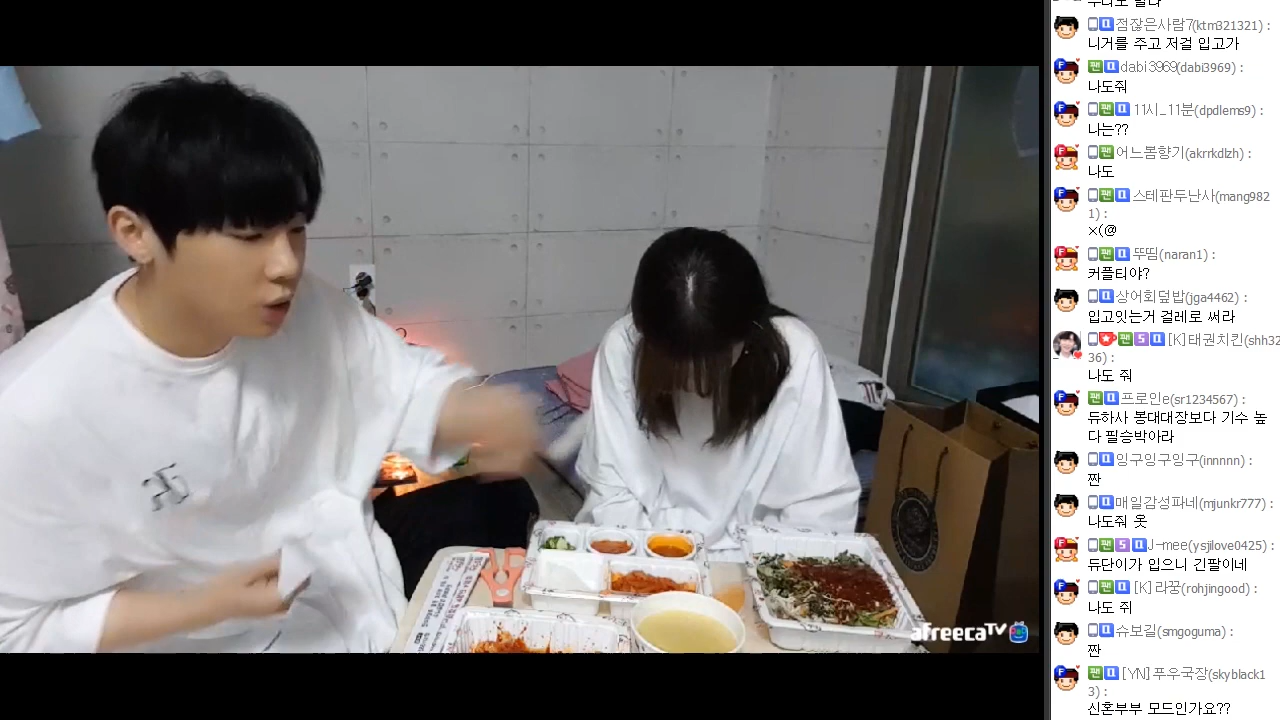 점잖은사람7(ktm321321) :
니거를 주고 저걸 입고가
dabi3969(dabi3969) :
나도줘
11시_11분(dpdlems9) :
나는??
어느봄향기(akrrkdlzh) :
나도
스테판두난사(mang982
1) :
×(@
뚜띰(naran1) :
커플티야?
상어회덮밥(jga4462) :
입고잇는거 걸레로 써라
[K]태권치킨(shh32
36) :
나도 줘
프로인e(sr1234567) :
듀하사 봉대대장보다 기수 높
다 필승박아라
잉구잉구잉구(innnnn) :
짠
매일감성파네(mjunkr777) :
나도줘 옷
J-mee(ysjilove0425) :
듀단이가 입으니 긴팔이네
[K]라꿍(rohjingood) :
나도 줘
슈보길(smgoguma) :
짠
[YN]푸우국장(skyblack1
3) :
신혼부부 모드인가요??
afreecaTV